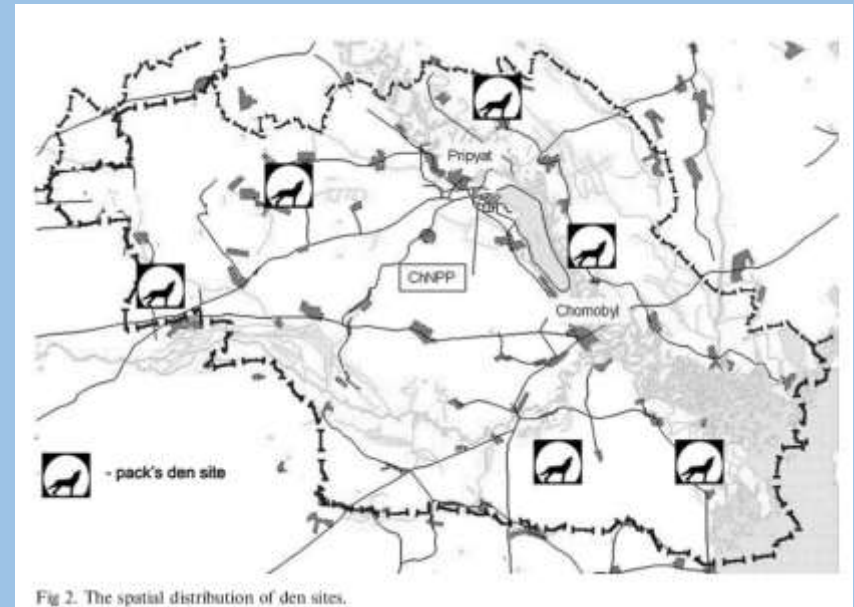 Pripyat
ChNPP
Chornobyl
- pack's den site
Fig 2. The spatial distribution of den sites.